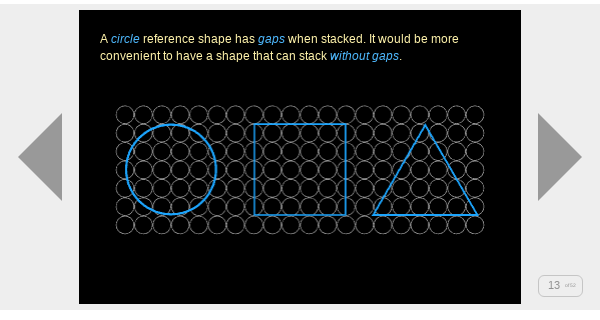 A circle reference shape has gaps when stacked. It would be more
convenient to have a shape that can stack without gaps.
13 of 52